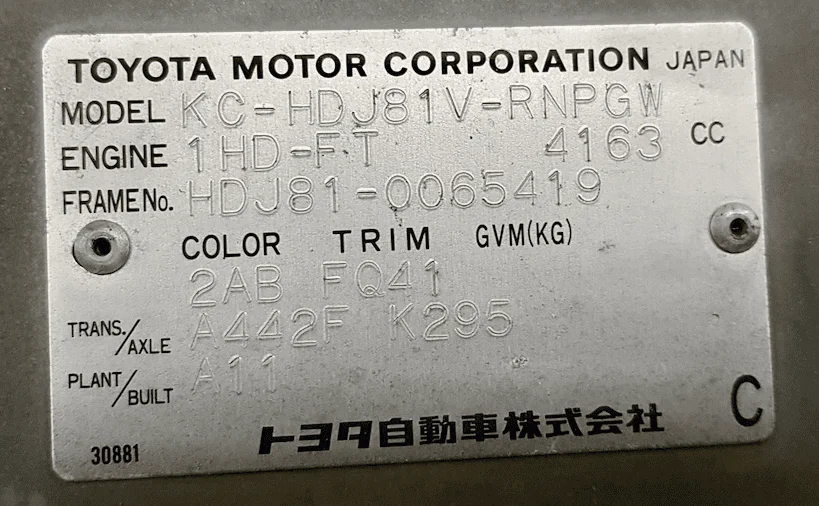 TOYOTA MOTOR CORPORATION JAPAN
MODEL KC-HDJ81V-RNPGW
ENGINE 1HD-FT 4163 CC
FRAME No. HDJ81-0065419
COLOR TRIM GVM(KG)
2AB FQ41
TRANS./AXLE A442F K295
PLANT/BUILT A11
トヨタ自動車株式会社 C
30881